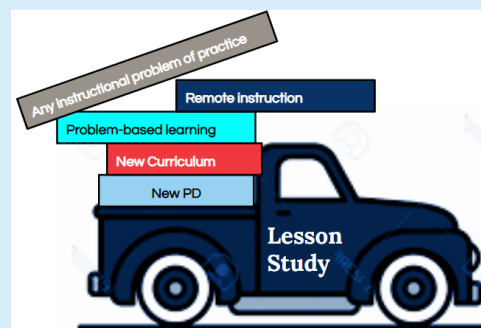 Any Instructional problem of practice
Remote instruction
Problem-based learning
New Curriculum
New PD
Lesson
Study